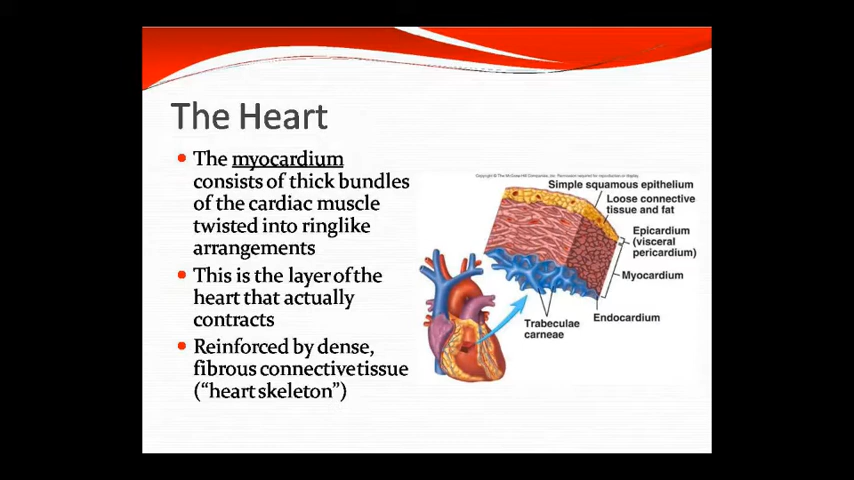 The Heart
The myocardium
consists of thick bundles
of the cardiac muscle
twisted into ringlike
arrangements
This is the layer of the
heart that actually
contracts
Reinforced by dense,
fibrous connective tissue
(“heart skeleton”)
Copyright © The McGraw-Hill Companies, Inc. Permission required for reproduction or display.
Simple squamous epithelium
Loose connective
tissue and fat
Epicardium
(visceral
pericardium)
Myocardium
Endocardium
Trabeculae
carneae